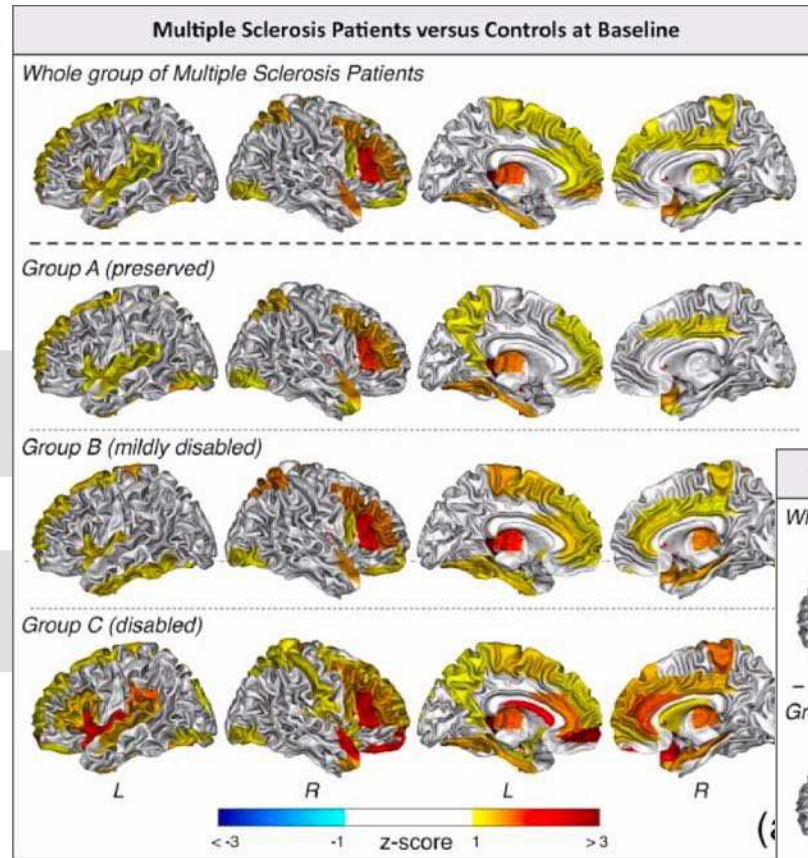 Multiple Sclerosis Patients versus Controls at Baseline
Whole group of Multiple Sclerosis Patients
Group A (preserved)
Group B (mildly disabled)
Group C (disabled)
L R L R
< -3 -1 z-score 1 > 3